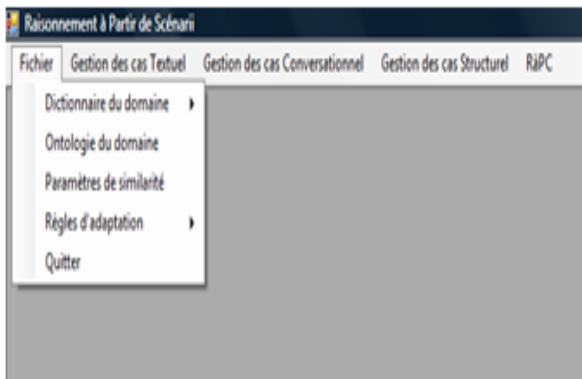 Raisonnement à Partir de Scénarii
Fichier Gestion des cas Textuel Gestion des cas Conversationnel Gestion des cas Structurel RàPC
Dictionnaire du domaine
Ontologie du domaine
Paramètres de similarité
Règles d'adaptation
Quitter